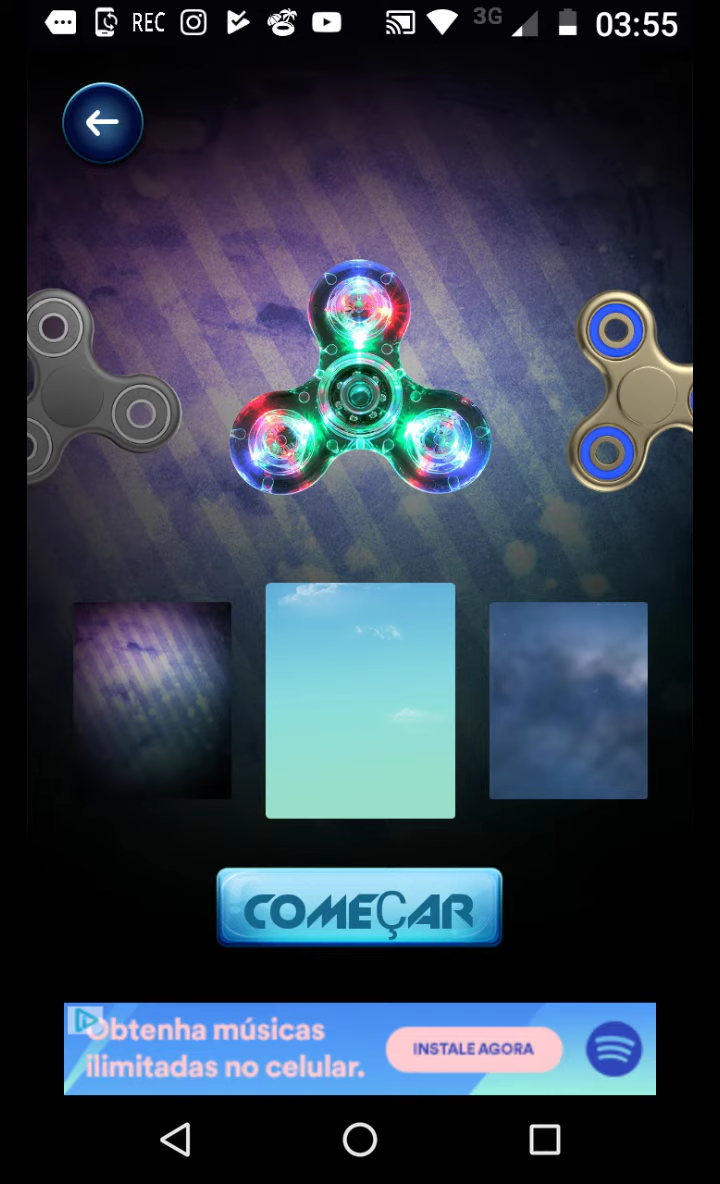 REC
3G
03:55
COMEÇAR
Obtenha músicas
ilimitadas no celular.
INSTALE AGORA